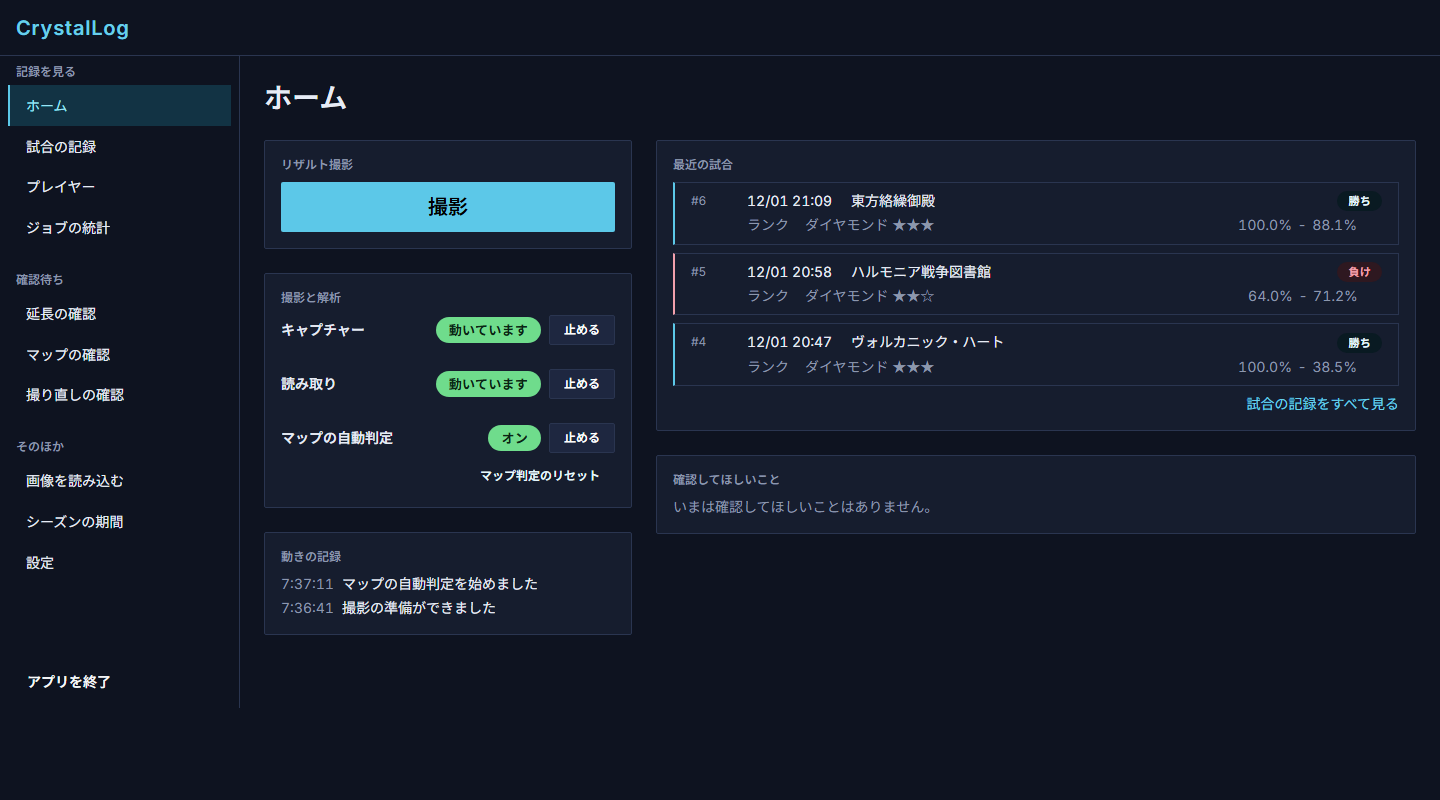 CrystalLog
記録を見る
ホーム
試合の記録
プレイヤー
ジョブの統計
確認待ち
延長の確認
マップの確認
撮り直しの確認
そのほか
画像を読み込む
シーズンの期間
設定
アプリを終了
ホーム
リザルト撮影
撮影
撮影と解析
キャプチャー 動いています 止める
読み取り 動いています 止める
マップの自動判定 オン 止める
マップ判定のリセット
動きの記録
7:37:11 マップの自動判定を始めました
7:36:41 撮影の準備ができました
最近の試合
#6 12/01 21:09 東方絡繰御殿 勝ち
ランク ダイヤモンド ★★★ 100.0% - 88.1%
#5 12/01 20:58 ハルモニア戦争図書館 負け
ランク ダイヤモンド ★★☆ 64.0% - 71.2%
#4 12/01 20:47 ヴォルカニック・ハート 勝ち
ランク ダイヤモンド ★★★ 100.0% - 38.5%
試合の記録をすべて見る
確認してほしいこと
いまは確認してほしいことはありません。